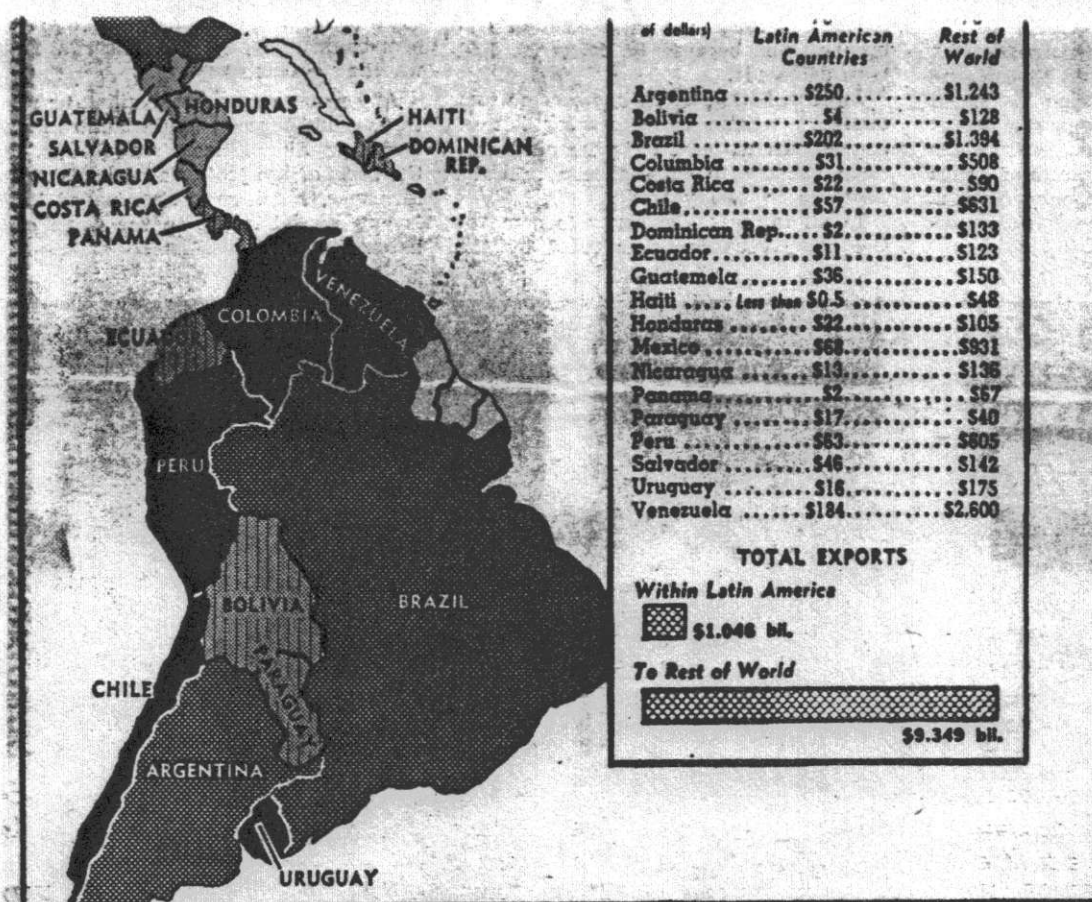 GUATEMALA
HONDURAS
SALVADOR
NICARAGUA
COSTA RICA
PANAMA
HAITI
DOMINICAN
REP.
VENEZUELA
COLOMBIA
ECUADOR
PERU
BOLIVIA
BRAZIL
PARAGUAY
CHILE
ARGENTINA
URUGUAY
of dollars) Latin American Rest of
Countries World
Argentina ....... $250 .......... $1.243
Bolivia ......... $4 .......... $128
Brazil .......... $202 .......... $1.394
Columbia ........ $31 .......... $508
Costa Rica ....... $22 .......... $90
Chile ........... $57 .......... $631
Dominican Rep. .... $2 .......... $133
Ecuador ......... $11 .......... $123
Guatemela ....... $36 .......... $150
Haiti ..... Less than $0.5 .......... $48
Honduras ........ $22 .......... $105
Mexico .......... $68 .......... $931
Nicaragua ....... $13 .......... $136
Panama .......... $2 .......... $67
Paraguay ........ $17 .......... $40
Peru ............ $63 .......... $605
Salvador ........ $46 .......... $142
Uruguay ......... $16 .......... $175
Venezuela ....... $184 .......... $2,600
TOTAL EXPORTS
Within Latin America
$1.046 bil.
To Rest of World
$9.349 bil.